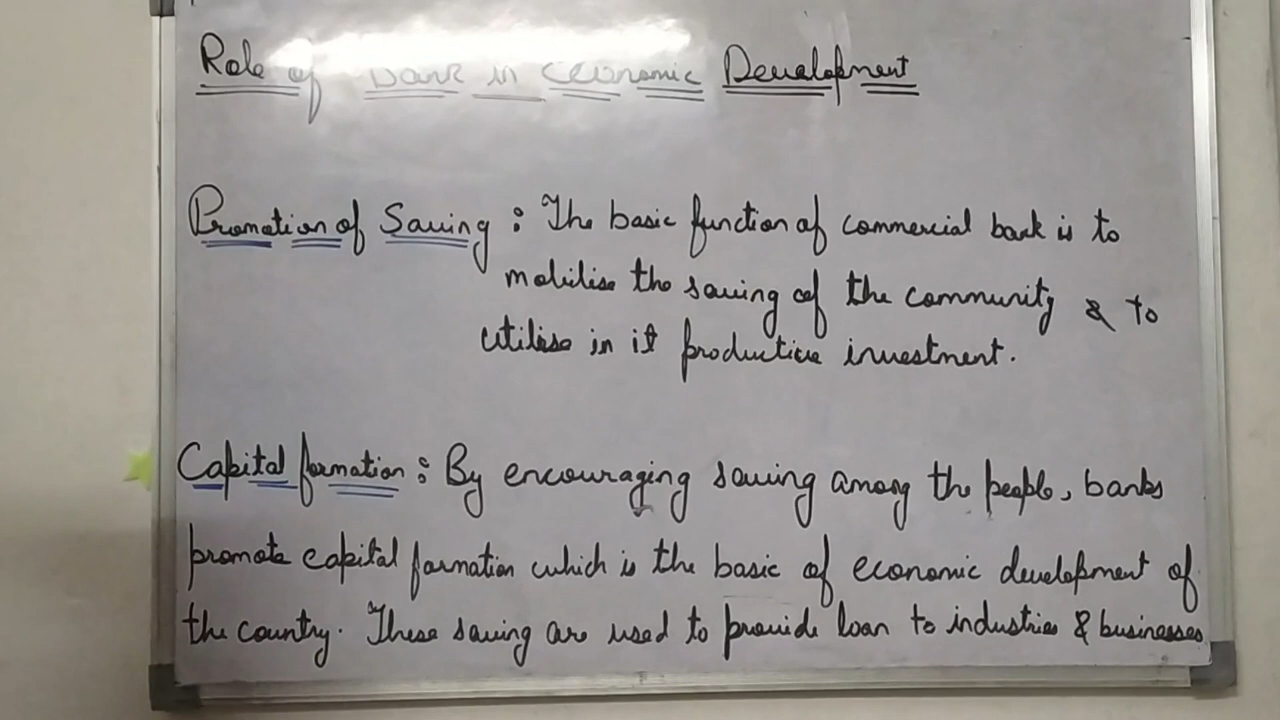 Role of Bank in Economic Development
Promotion of Saving : The basic function of commercial bank is to
mobilise the saving of the community & to
utilise in it productive investment.
Capital formation : By encouraging saving among the people, banks
promote capital formation which is the basic of economic development of
the country. These saving are used to provide loan to industries & businesses